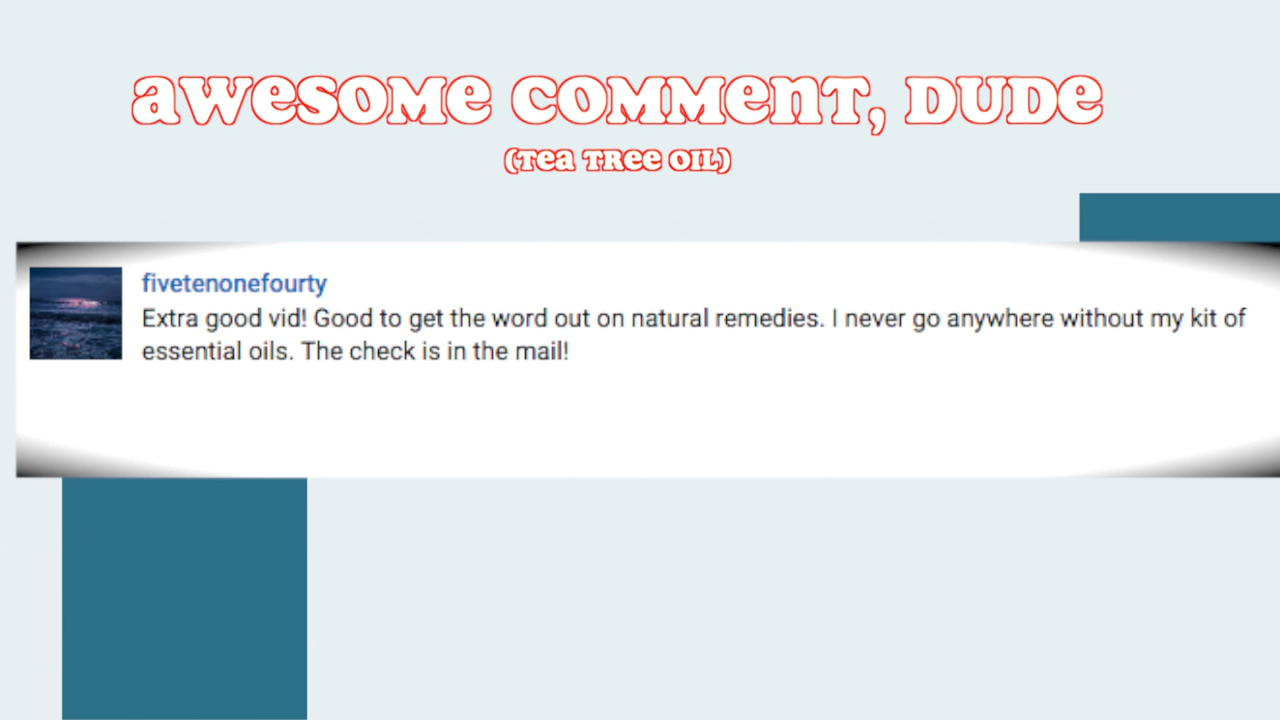 awesome comment, dude
(tea tree oil)
fivetenonefourty
Extra good vid! Good to get the word out on natural remedies. I never go anywhere without my kit of
essential oils. The check is in the mail!